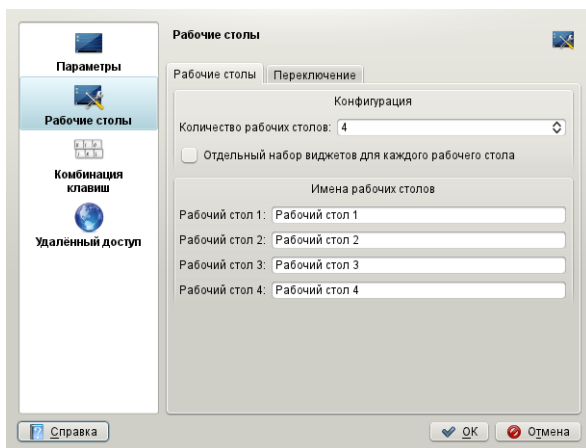 Параметры
Рабочие столы
Комбинация
клавиш
Удалённый доступ
Рабочие столы
Рабочие столы
Переключение
Конфигурация
Количество рабочих столов: 4
Отдельный набор виджетов для каждого рабочего стола
Имена рабочих столов
Рабочий стол 1: Рабочий стол 1
Рабочий стол 2: Рабочий стол 2
Рабочий стол 3: Рабочий стол 3
Рабочий стол 4: Рабочий стол 4
Справка
OK
Отмена